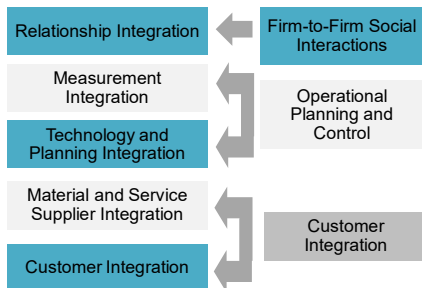 Relationship Integration
Firm-to-Firm Social
Interactions
Measurement
Integration
Operational
Planning and
Control
Technology and
Planning Integration
Material and Service
Supplier Integration
Customer
Integration
Customer Integration